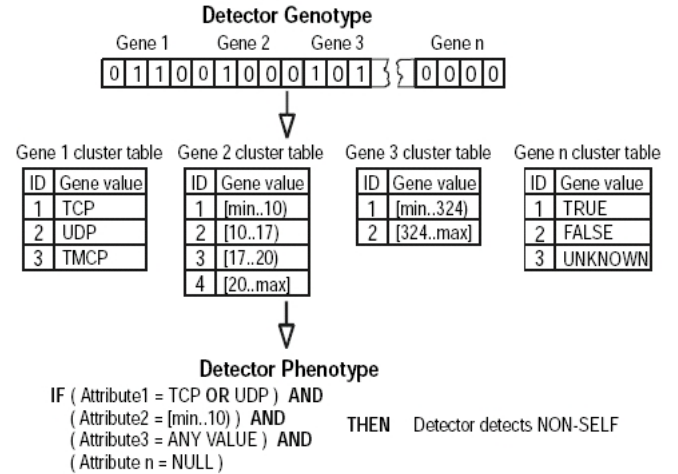 Detector Genotype
Gene 1 Gene 2 Gene 3 Gene n
0 1 1 0 0 1 0 0 0 1 0 1 0 0 0 0
Gene 1 cluster table Gene 2 cluster table Gene 3 cluster table Gene n cluster table
ID Gene value ID Gene value ID Gene value ID Gene value
1 TCP 1 [min..10) 1 [min..324) 1 TRUE
2 UDP 2 [10..17) 2 [324..max] 2 FALSE
3 TMCP 3 [17..20) 3 UNKNOWN
4 [20..max]
Detector Phenotype
IF ( Attribute1 = TCP OR UDP ) AND
( Attribute2 = [min..10) ) AND
THEN Detector detects NON-SELF
( Attribute3 = ANY VALUE ) AND
( Attribute n = NULL )